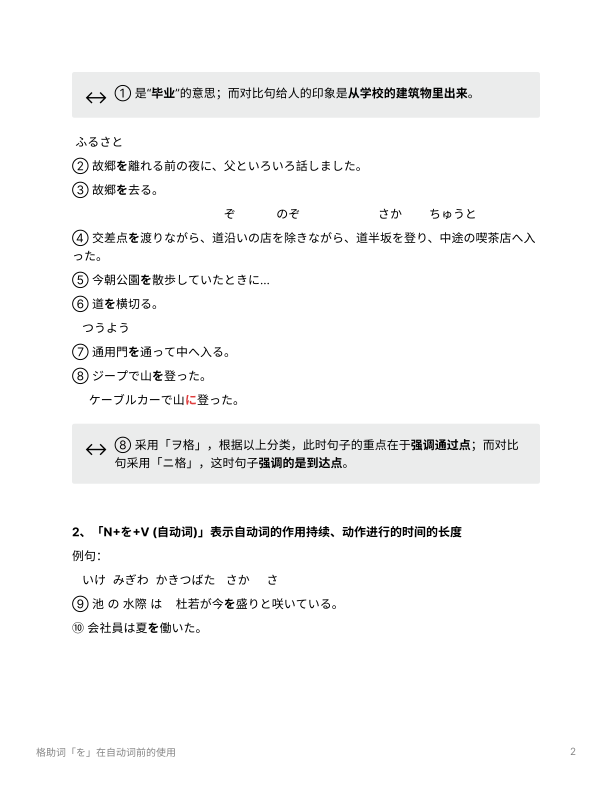 ↔ ① 是“毕业”的意思；而对比句给人的印象是从学校的建筑物里出来。
ふるさと
② 故郷を離れる前の夜に、父といろいろ話しました。
③ 故郷を去る。
ぞ のぞ さか ちゅうと
④ 交差点を渡りながら、道沿いの店を除きながら、道半坂を登り、中途の喫茶店へ入
った。
⑤ 今朝公園を散歩していたときに...
⑥ 道を横切る。
つうよう
⑦ 通用門を通って中へ入る。
⑧ ジープで山を登った。
ケーブルカーで山に登った。
↔ ⑧ 采用「ヲ格」，根据以上分类，此时句子的重点在于强调通过点；而对比
句采用「ニ格」，这时句子强调的是到达点。
2、「N+を+V (自动词)」表示自动词的作用持续、动作进行的时间的长度
例句：
いけ みぎわ かきつばた さか さ
⑨ 池 の 水際 は 杜若が今を盛りと咲いている。
⑩ 会社員は夏を働いた。
格助词「を」在自动词前的使用 2